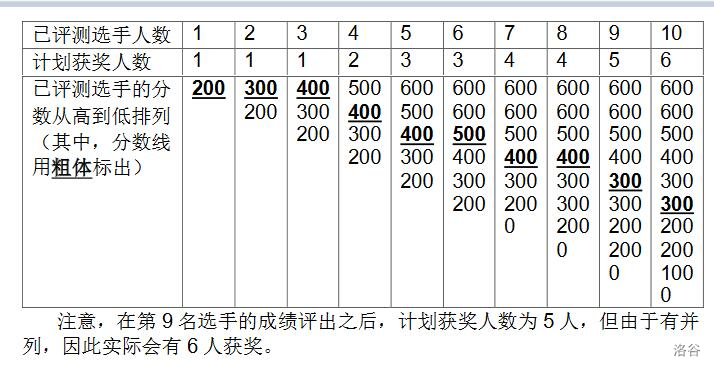 已评测选手人数 1 2 3 4 5 6 7 8 9 10
计划获奖人数 1 1 1 2 3 3 4 4 5 6
已评测选手的分 200 300 400 500 600 600 600 600 600 600
数从高到低排列 200 300 400 500 600 600 600 600 600
（其中，分数线 200 300 400 500 500 500 500 500
用粗体标出） 200 300 400 400 400 400 400
200 300 300 300 300 300
200 200 300 300 300
0 200 200 200
0 200 200
0 100
0
注意，在第 9 名选手的成绩评出之后，计划获奖人数为 5 人，但由于有并
列，因此实际会有 6 人获奖。
洛谷